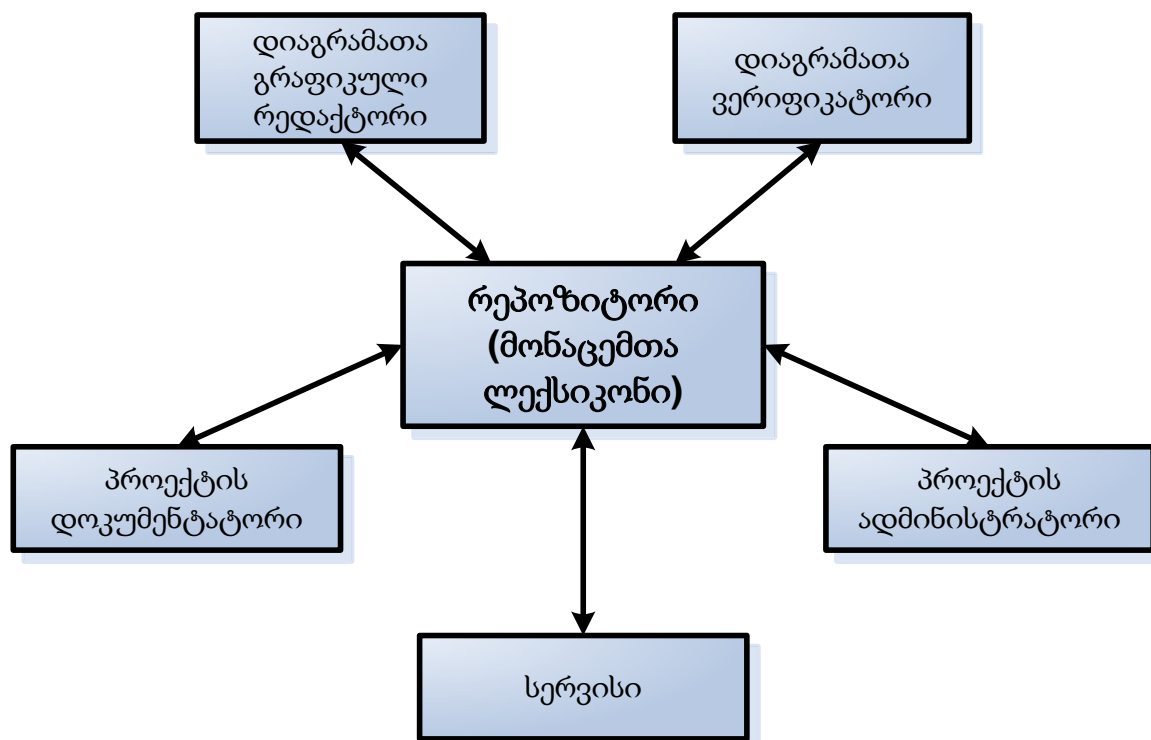 დიაგრამათა
გრაფიკული
რედაქტორი
დიაგრამათა
ვერიფიკატორი
რეპოზიტორი
(მონაცემთა
ლექსიკონი)
პროექტის
დოკუმენტატორი
პროექტის
ადმინისტრატორი
სერვისი